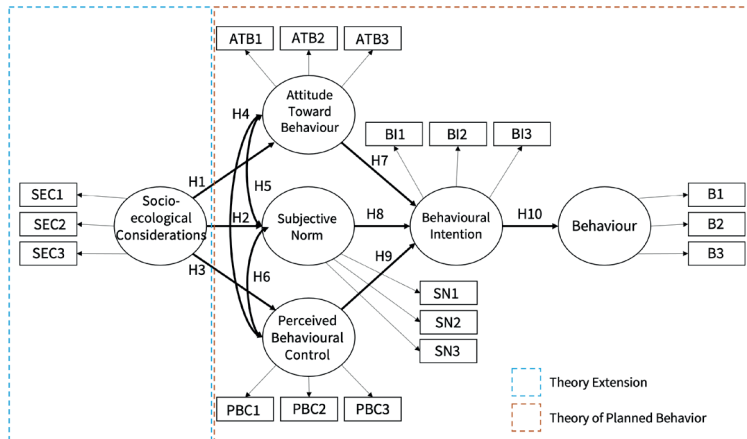 ATB1
ATB2
ATB3
Attitude
Toward
Behaviour
H4
BI1
BI2
BI3
H1
H7
H5
SEC1
SEC2
SEC3
Socio-
ecological
Considerations
H2
Subjective
Norm
H8
Behavioural
Intention
H10
Behaviour
B1
B2
B3
H3
H6
H9
SN1
SN2
SN3
Perceived
Behavioural
Control
PBC1
PBC2
PBC3
Theory Extension
Theory of Planned Behavior